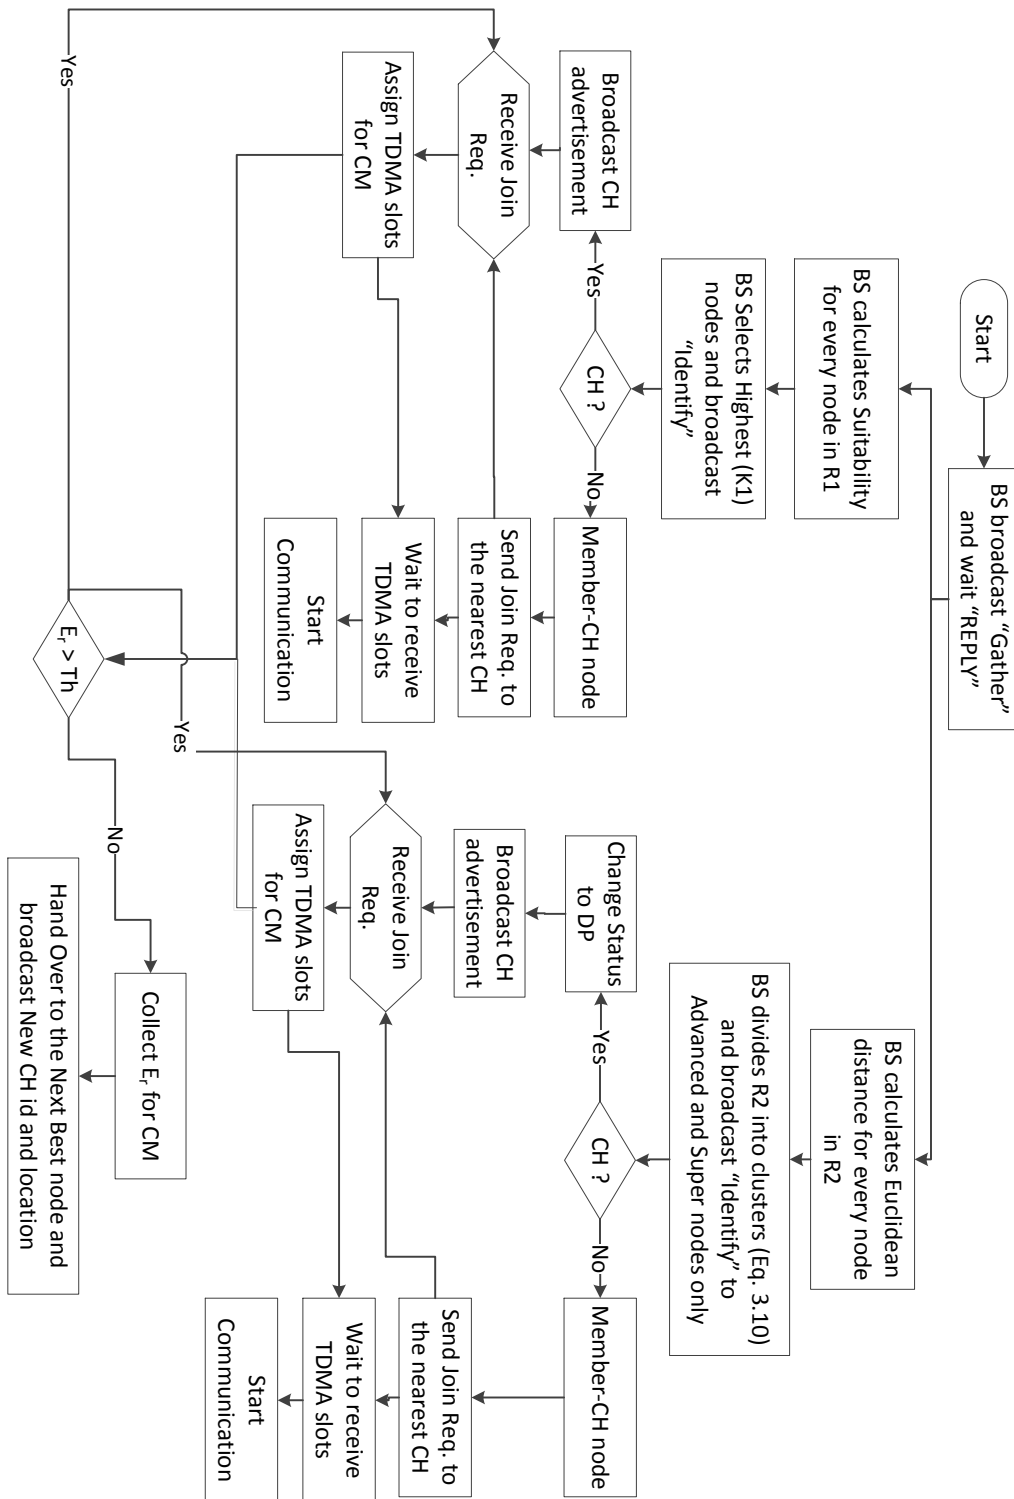 Start
BS broadcast “Gather”
and wait “REPLY”
BS calculates Suitability
for every node in R1
BS Selects Highest (K1)
nodes and broadcast
“Identify”
CH ?
Yes
No
Broadcast CH
advertisement
Receive Join
Req.
Assign TDMA slots
for CM
Member-CH node
Send Join Req. to
the nearest CH
Wait to receive
TDMA slots
Start
Communication
BS calculates Euclidean
distance for every node
in R2
BS divides R2 into clusters (Eq. 3.10)
and broadcast “Identify” to
Advanced and Super nodes only
CH ?
Yes
No
Change Status
to DP
Broadcast CH
advertisement
Receive Join
Req.
Assign TDMA slots
for CM
Member-CH node
Send Join Req. to
the nearest CH
Wait to receive
TDMA slots
Start
Communication
Eᵣ > Th
Yes
Yes
No
Collect Eᵣ for CM
Hand Over to the Next Best node and
broadcast New CH id and location